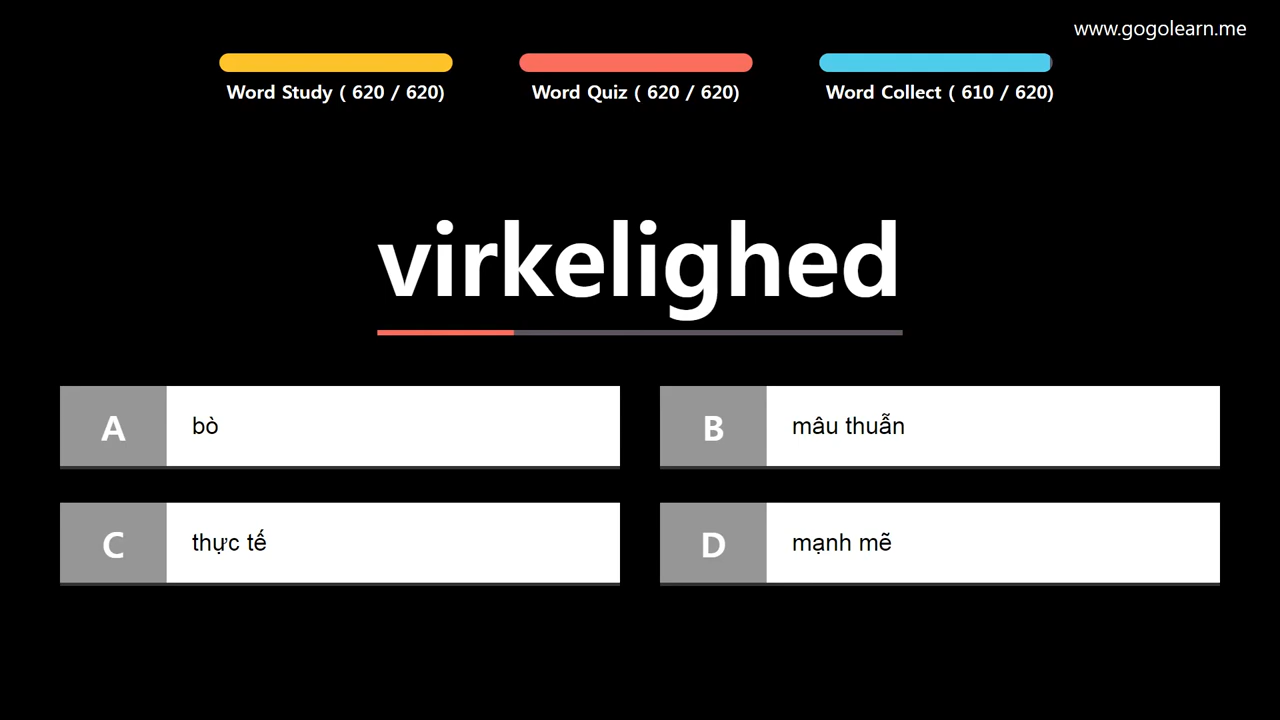 www.gogolearn.me
Word Study ( 620 / 620)
Word Quiz ( 620 / 620)
Word Collect ( 610 / 620)
virkelighed
A bò
B mâu thuẫn
C thực tế
D mạnh mẽ